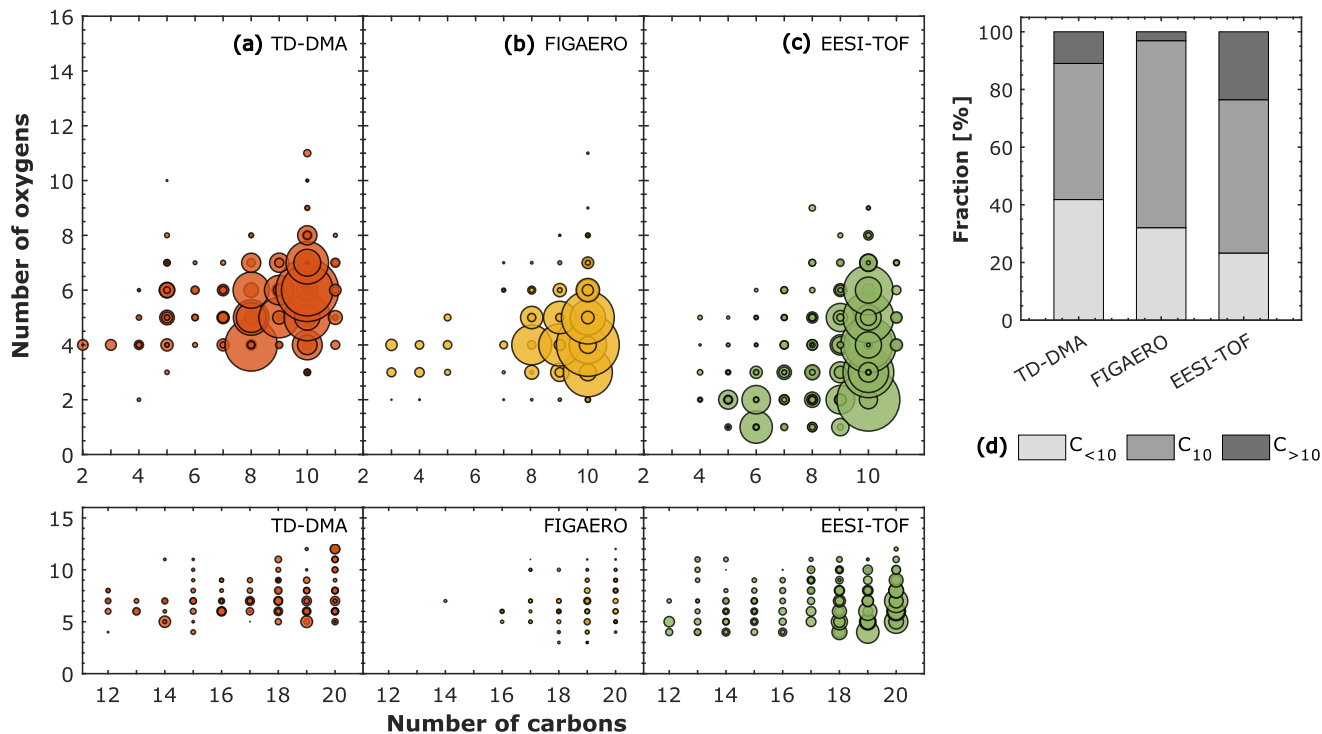 (a) TD-DMA
(b) FIGAERO
(c) EESI-TOF
16
14
12
10
8
6
4
2
0
Number of oxygens
2 4 6 8 10 2 4 6 8 10 2 4 6 8 10
TD-DMA
FIGAERO
EESI-TOF
15
10
5
0
12 14 16 18 20 12 14 16 18 20 12 14 16 18 20
Number of carbons
100
80
60
40
20
0
Fraction [%]
TD-DMA
FIGAERO
EESI-TOF
(d) C<10 C10 C>10